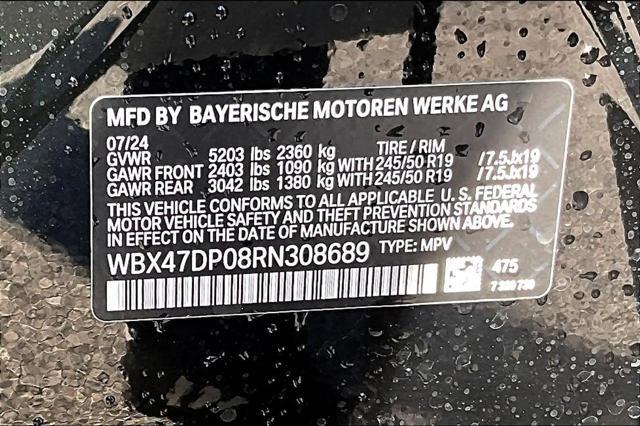 MFD BY BAYERISCHE MOTOREN WERKE AG
07/24 TIRE / RIM
GVWR 5203 lbs 2360 kg
GAWR FRONT 2403 lbs 1090 kg WITH 245/50 R19 /7.5Jx19
GAWR REAR 3042 lbs 1380 kg WITH 245/50 R19 /7.5Jx19
THIS VEHICLE CONFORMS TO ALL APPLICABLE U.S. FEDERAL
MOTOR VEHICLE SAFETY AND THEFT PREVENTION STANDARDS
IN EFFECT ON THE DATE OF MANUFACTURE SHOWN ABOVE.
WBX47DP08RN308689 TYPE: MPV
475